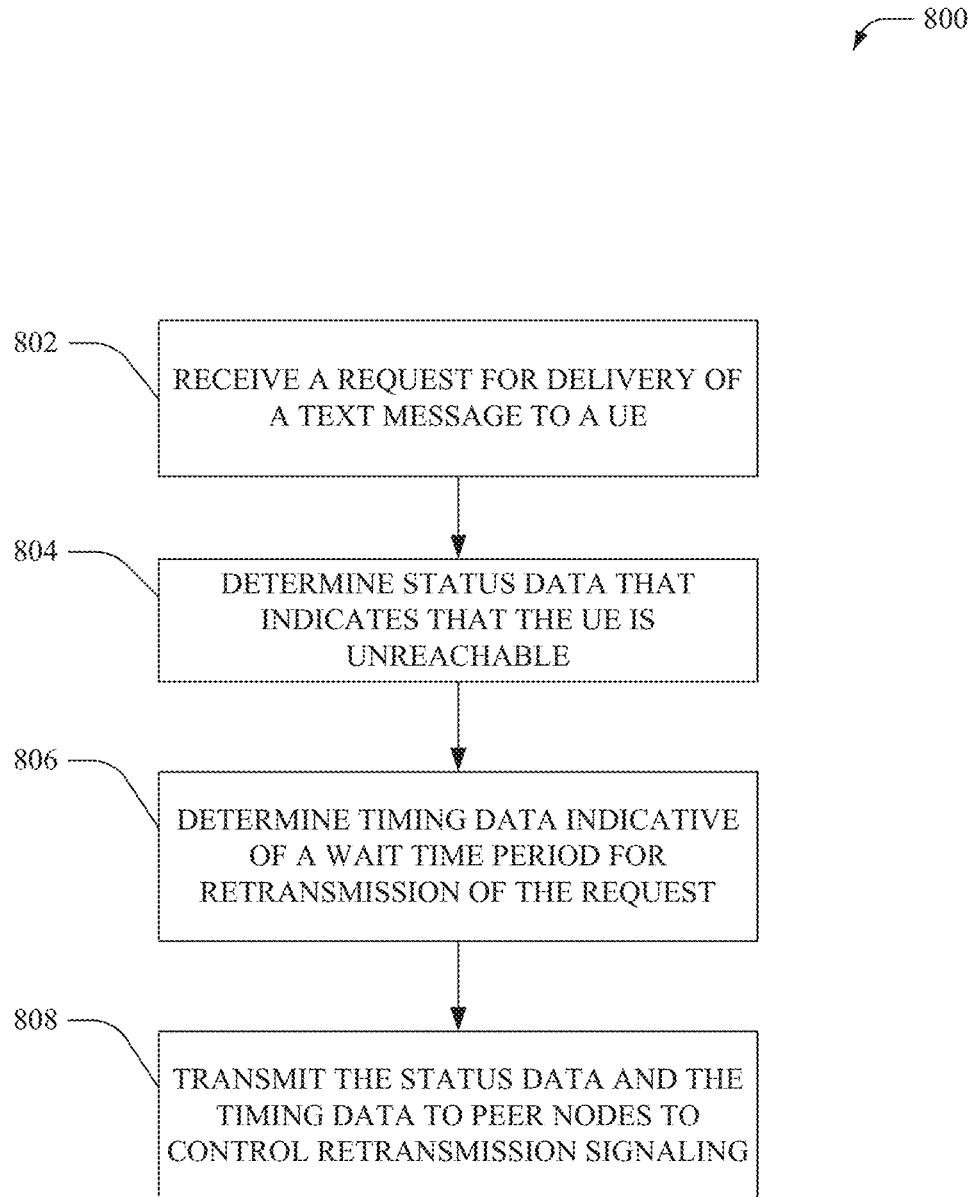 800
802
RECEIVE A REQUEST FOR DELIVERY OF
A TEXT MESSAGE TO A UE
804
DETERMINE STATUS DATA THAT
INDICATES THAT THE UE IS
UNREACHABLE
806
DETERMINE TIMING DATA INDICATIVE
OF A WAIT TIME PERIOD FOR
RETRANSMISSION OF THE REQUEST
808
TRANSMIT THE STATUS DATA AND THE
TIMING DATA TO PEER NODES TO
CONTROL RETRANSMISSION SIGNALING